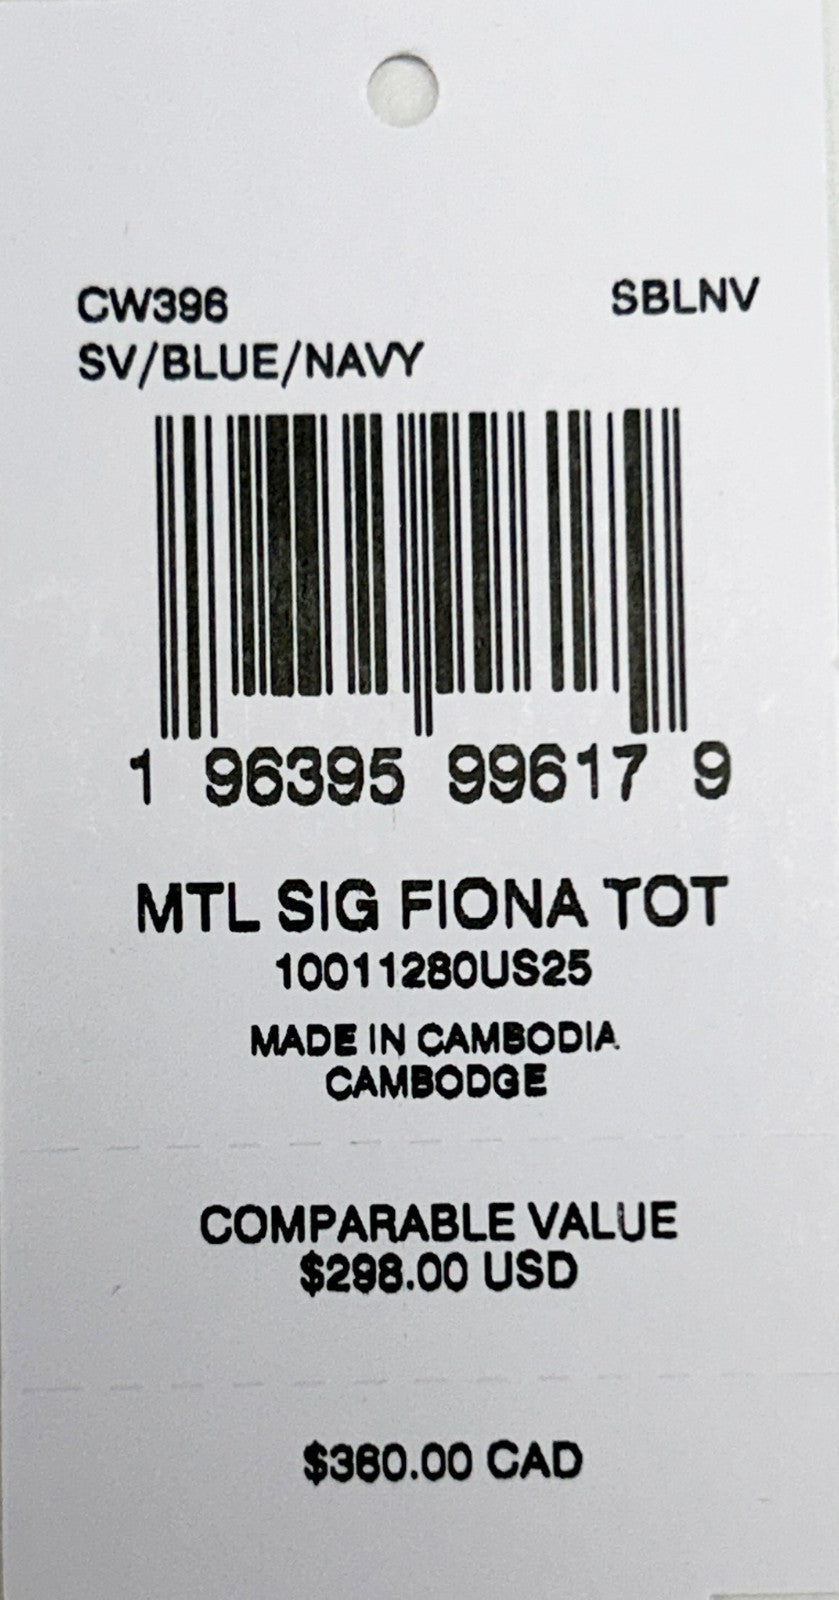 CW396 SBLNV
SV/BLUE/NAVY
1 96395 99617 9
MTL SIG FIONA TOT
10011280US25
MADE IN CAMBODIA
CAMBODGE
COMPARABLE VALUE
$298.00 USD
$360.00 CAD